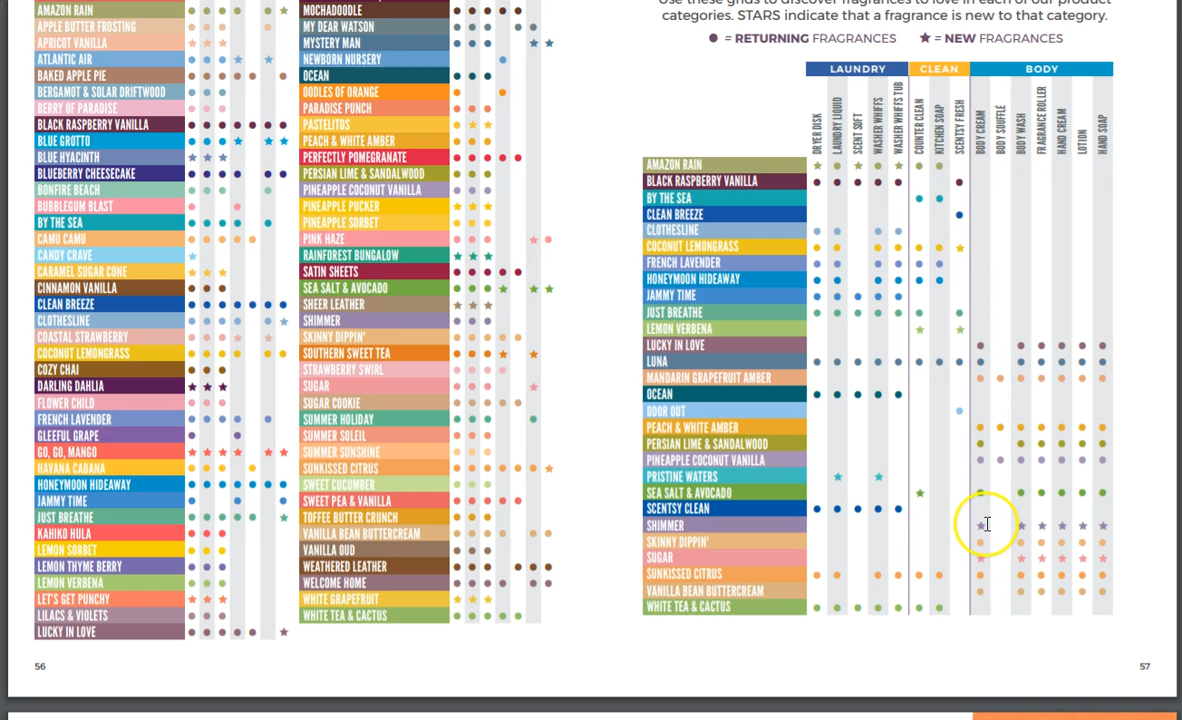 AMAZON RAIN
APPLE BUTTER FROSTING
APRICOT VANILLA
ATLANTIC AIR
BAKED APPLE PIE
BERGAMOT & SOLAR DRIFTWOOD
BERRY OF PARADISE
BLACK RASPBERRY VANILLA
BLUE GROTTO
BLUE HYACINTH
BLUEBERRY CHEESECAKE
BONFIRE BEACH
BUBBLEGUM BLAST
BY THE SEA
CAMU CAMU
CANDY CRAVE
CARAMEL SUGAR CONE
CINNAMON VANILLA
CLEAN BREEZE
CLOTHESLINE
COASTAL STRAWBERRY
COCONUT LEMONGRASS
COZY CHAI
DARLING DAHLIA
FLOWER CHILD
FRENCH LAVENDER
GLEEFUL GRAPE
GO, GO, MANGO
HAVANA CABANA
HONEYMOON HIDEAWAY
JAMMY TIME
JUST BREATHE
KAHIKO HULA
LEMON SORBET
LEMON THYME BERRY
LEMON VERBENA
LET'S GET PUNCHY
LILACS & VIOLETS
LUCKY IN LOVE
MOCHADOODLE
MY DEAR WATSON
MYSTERY MAN
NEWBORN NURSERY
OCEAN
OODLES OF ORANGE
PARADISE PUNCH
PASTELITOS
PEACH & WHITE AMBER
PERFECTLY POMEGRANATE
PERSIAN LIME & SANDALWOOD
PINEAPPLE COCONUT VANILLA
PINEAPPLE PUCKER
PINEAPPLE SORBET
PINK HAZE
RAINFOREST BUNGALOW
SATIN SHEETS
SEA SALT & AVOCADO
SHEER LEATHER
SHIMMER
SKINNY DIPPIN'
SOUTHERN SWEET TEA
STRAWBERRY SWIRL
SUGAR
SUGAR COOKIE
SUMMER HOLIDAY
SUMMER SOLEIL
SUMMER SUNSHINE
SUNKISSED CITRUS
SWEET CUCUMBER
SWEET PEA & VANILLA
TOFFEE BUTTER CRUNCH
VANILLA BEAN BUTTERCREAM
VANILLA OUD
WEATHERED LEATHER
WELCOME HOME
WHITE GRAPEFRUIT
WHITE TEA & CACTUS
56
Use these grids to discover fragrances to love in each of our product
categories. STARS indicate that a fragrance is new to that category.
● = RETURNING FRAGRANCES ★ = NEW FRAGRANCES
LAUNDRY CLEAN BODY
DRYER DISK
LAUNDRY LIQUID
SCENT SOFT
WASHER WHIFFS
WASHER WHIFFS TUB
COUNTER CLEAN
KITCHEN SOAP
SCENTSY FRESH
BODY CREAM
BODY SOUFFLE
BODY WASH
FRAGRANCE ROLLER
HAND CREAM
LOTION
HAND SOAP
AMAZON RAIN
BLACK RASPBERRY VANILLA
BY THE SEA
CLEAN BREEZE
CLOTHESLINE
COCONUT LEMONGRASS
FRENCH LAVENDER
HONEYMOON HIDEAWAY
JAMMY TIME
JUST BREATHE
LEMON VERBENA
LUCKY IN LOVE
LUNA
MANDARIN GRAPEFRUIT AMBER
OCEAN
ODOR OUT
PEACH & WHITE AMBER
PERSIAN LIME & SANDALWOOD
PINEAPPLE COCONUT VANILLA
PRISTINE WATERS
SEA SALT & AVOCADO
SCENTSY CLEAN
SHIMMER
SKINNY DIPPIN'
SUGAR
SUNKISSED CITRUS
VANILLA BEAN BUTTERCREAM
WHITE TEA & CACTUS
57